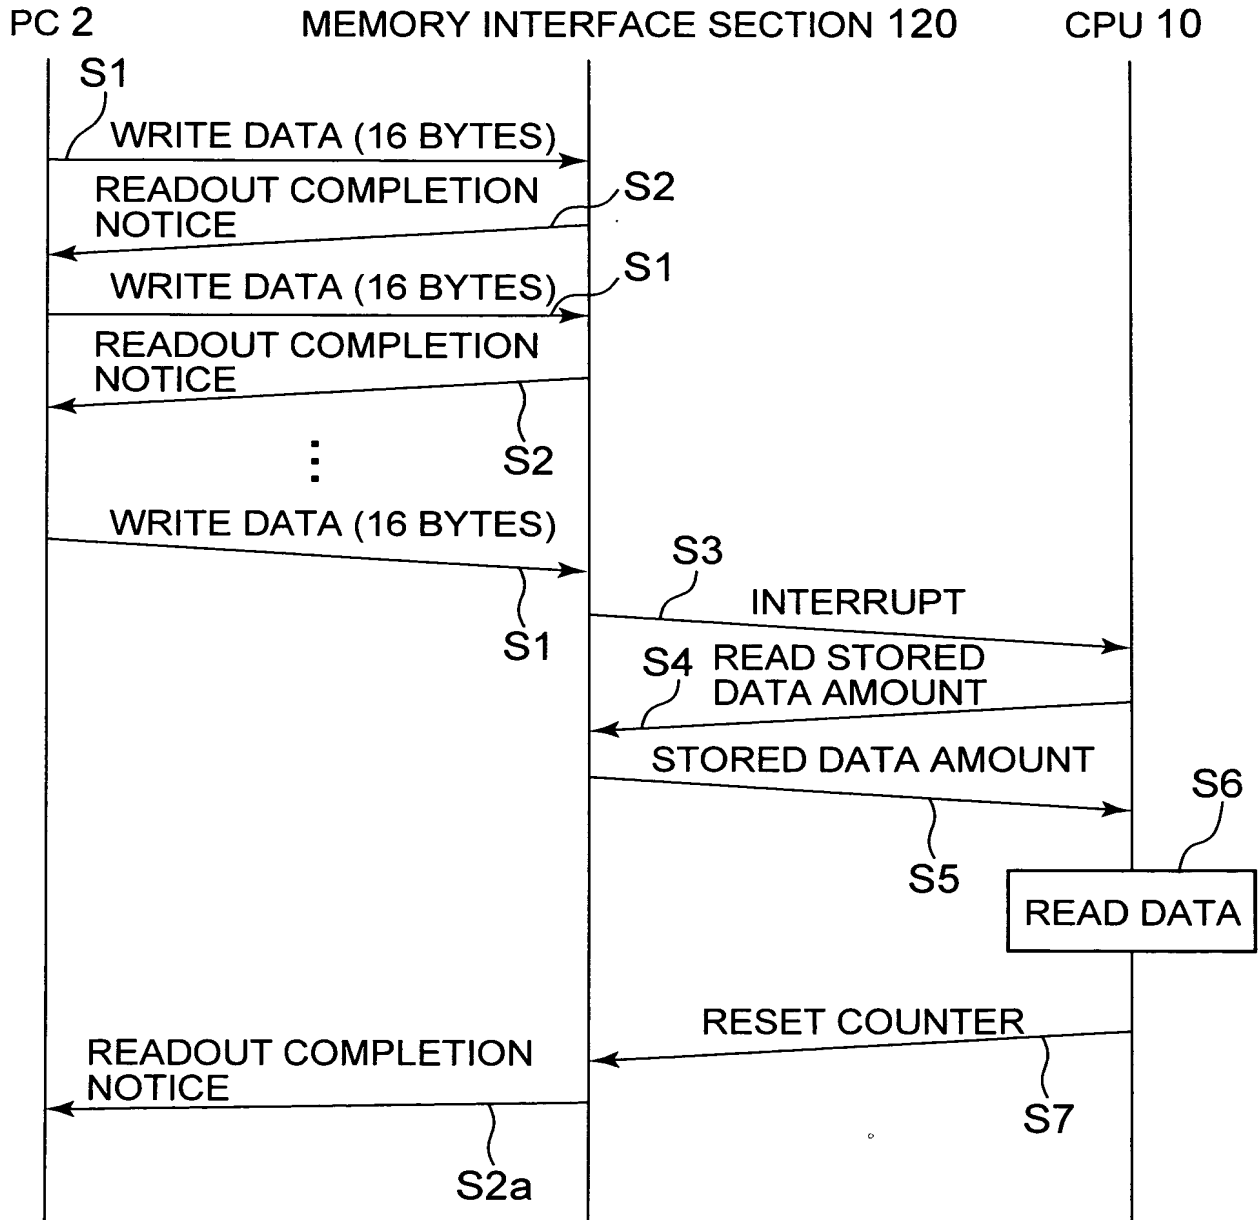 PC 2 MEMORY INTERFACE SECTION 120 CPU 10
S1
WRITE DATA (16 BYTES)
READOUT COMPLETION
NOTICE
S2
WRITE DATA (16 BYTES)
S1
READOUT COMPLETION
NOTICE
S2
WRITE DATA (16 BYTES)
S1
S3
INTERRUPT
S4
READ STORED
DATA AMOUNT
STORED DATA AMOUNT
S5
S6
READ DATA
RESET COUNTER
S7
READOUT COMPLETION
NOTICE
S2a